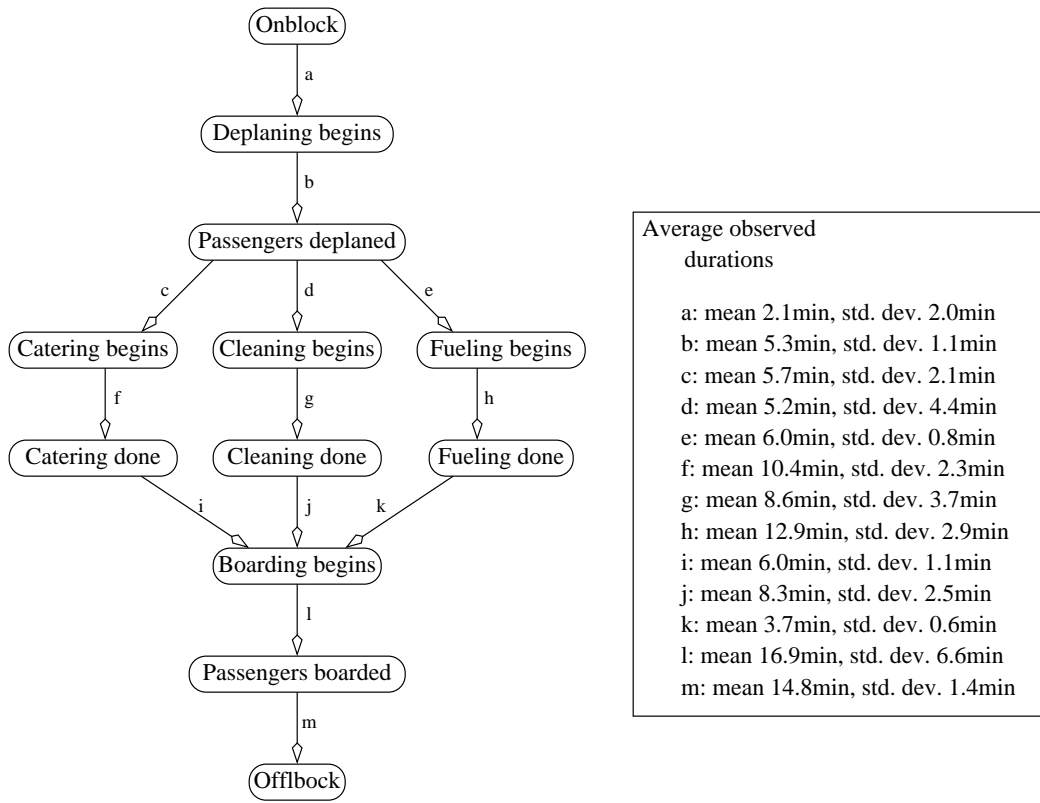 Onblock
a
Deplaning begins
b
Passengers deplaned
c d e
Catering begins Cleaning begins Fueling begins
f g h
Catering done Cleaning done Fueling done
i j k
Boarding begins
l
Passengers boarded
m
Offlbock
Average observed
durations
a: mean 2.1min, std. dev. 2.0min
b: mean 5.3min, std. dev. 1.1min
c: mean 5.7min, std. dev. 2.1min
d: mean 5.2min, std. dev. 4.4min
e: mean 6.0min, std. dev. 0.8min
f: mean 10.4min, std. dev. 2.3min
g: mean 8.6min, std. dev. 3.7min
h: mean 12.9min, std. dev. 2.9min
i: mean 6.0min, std. dev. 1.1min
j: mean 8.3min, std. dev. 2.5min
k: mean 3.7min, std. dev. 0.6min
l: mean 16.9min, std. dev. 6.6min
m: mean 14.8min, std. dev. 1.4min